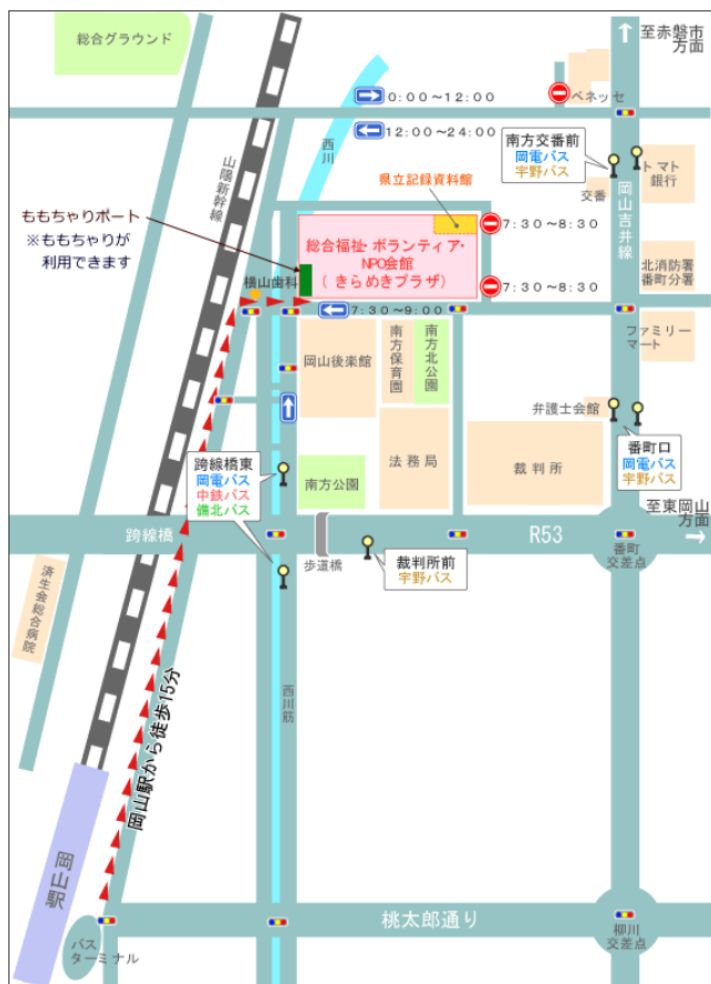 総合グラウンド
至赤磐市
方面
0:00～12:00
ベネッセ
12:00～24:00
西川
南方交番前
岡電バス
宇野バス
トマト
銀行
山陽新幹線
県立記録資料館
交番
岡山吉井線
ももちゃりポート
※ももちゃりが
利用できます
7:30～8:30
総合福祉・ボランティア・
NPO会館
（きらめきプラザ）
北消防署
番町分署
横山歯科
7:30～8:30
7:30～9:00
ファミリー
マート
岡山後楽館
南方保育園
南方北公園
弁護士会館
跨線橋東
岡電バス
中鉄バス
備北バス
南方公園
法務局
裁判所
番町口
岡電バス
宇野バス
至東岡山
方面
跨線橋
R53
歩道橋
裁判所前
宇野バス
番町
交差点
済生会総合病院
岡山駅から徒歩15分
西川筋
岡山駅
桃太郎通り
柳川
交差点
バス
ターミナル